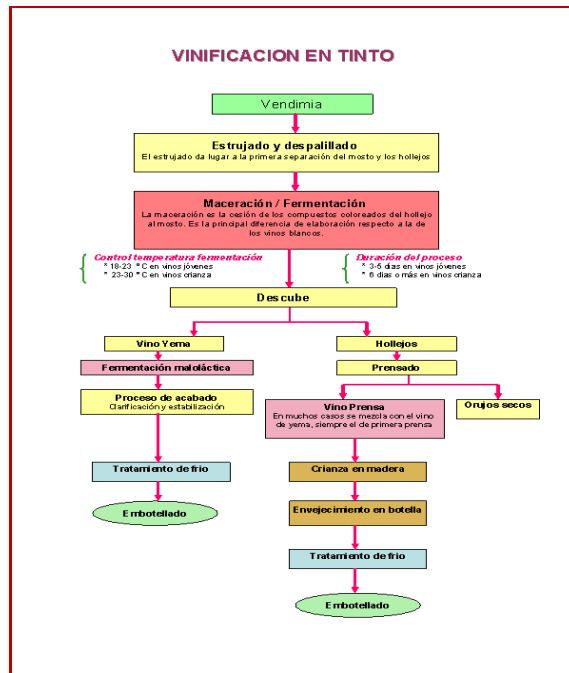 VINIFICACION EN TINTO
Vendimia
Estrujado y despalillado
El estrujado da lugar a la primera separación del mosto y los hollejos
Maceración / Fermentación
La maceración es la cesión de los compuestos coloreados del hollejo
al mosto. Es la principal diferencia de elaboración respecto a la de
los vinos blancos.
Control temperatura fermentación
* 18-23 º C en vinos jóvenes
* 23-30 º C en vinos crianza
Duración del proceso
* 3-5 dias en vinos jóvenes
* 6 dias o más en vinos crianza
Descube
Vino Yema
Hollejos
Fermentación maloláctica
Prensado
Proceso de acabado
Clarificación y estabilización
Vino Prensa
En muchos casos se mezcla con el vino
de yema, siempre el de primera prensa
Orujos secos
Tratamiento de frio
Crianza en madera
Embotellado
Envejecimiento en botella
Tratamiento de frio
Embotellado